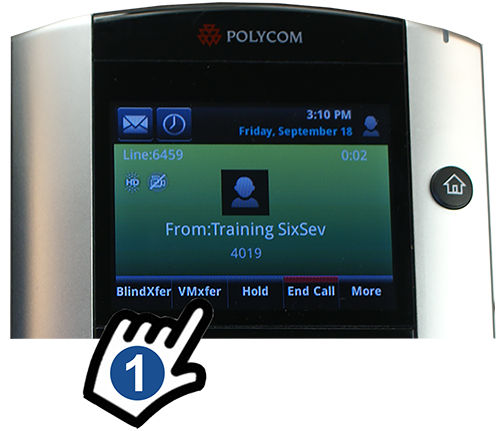 POLYCOM
3:10 PM
Friday, September 18
Line:6459 0:02
HD
From:Training SixSev
4019
BlindXfer VMxfer Hold End Call More
1